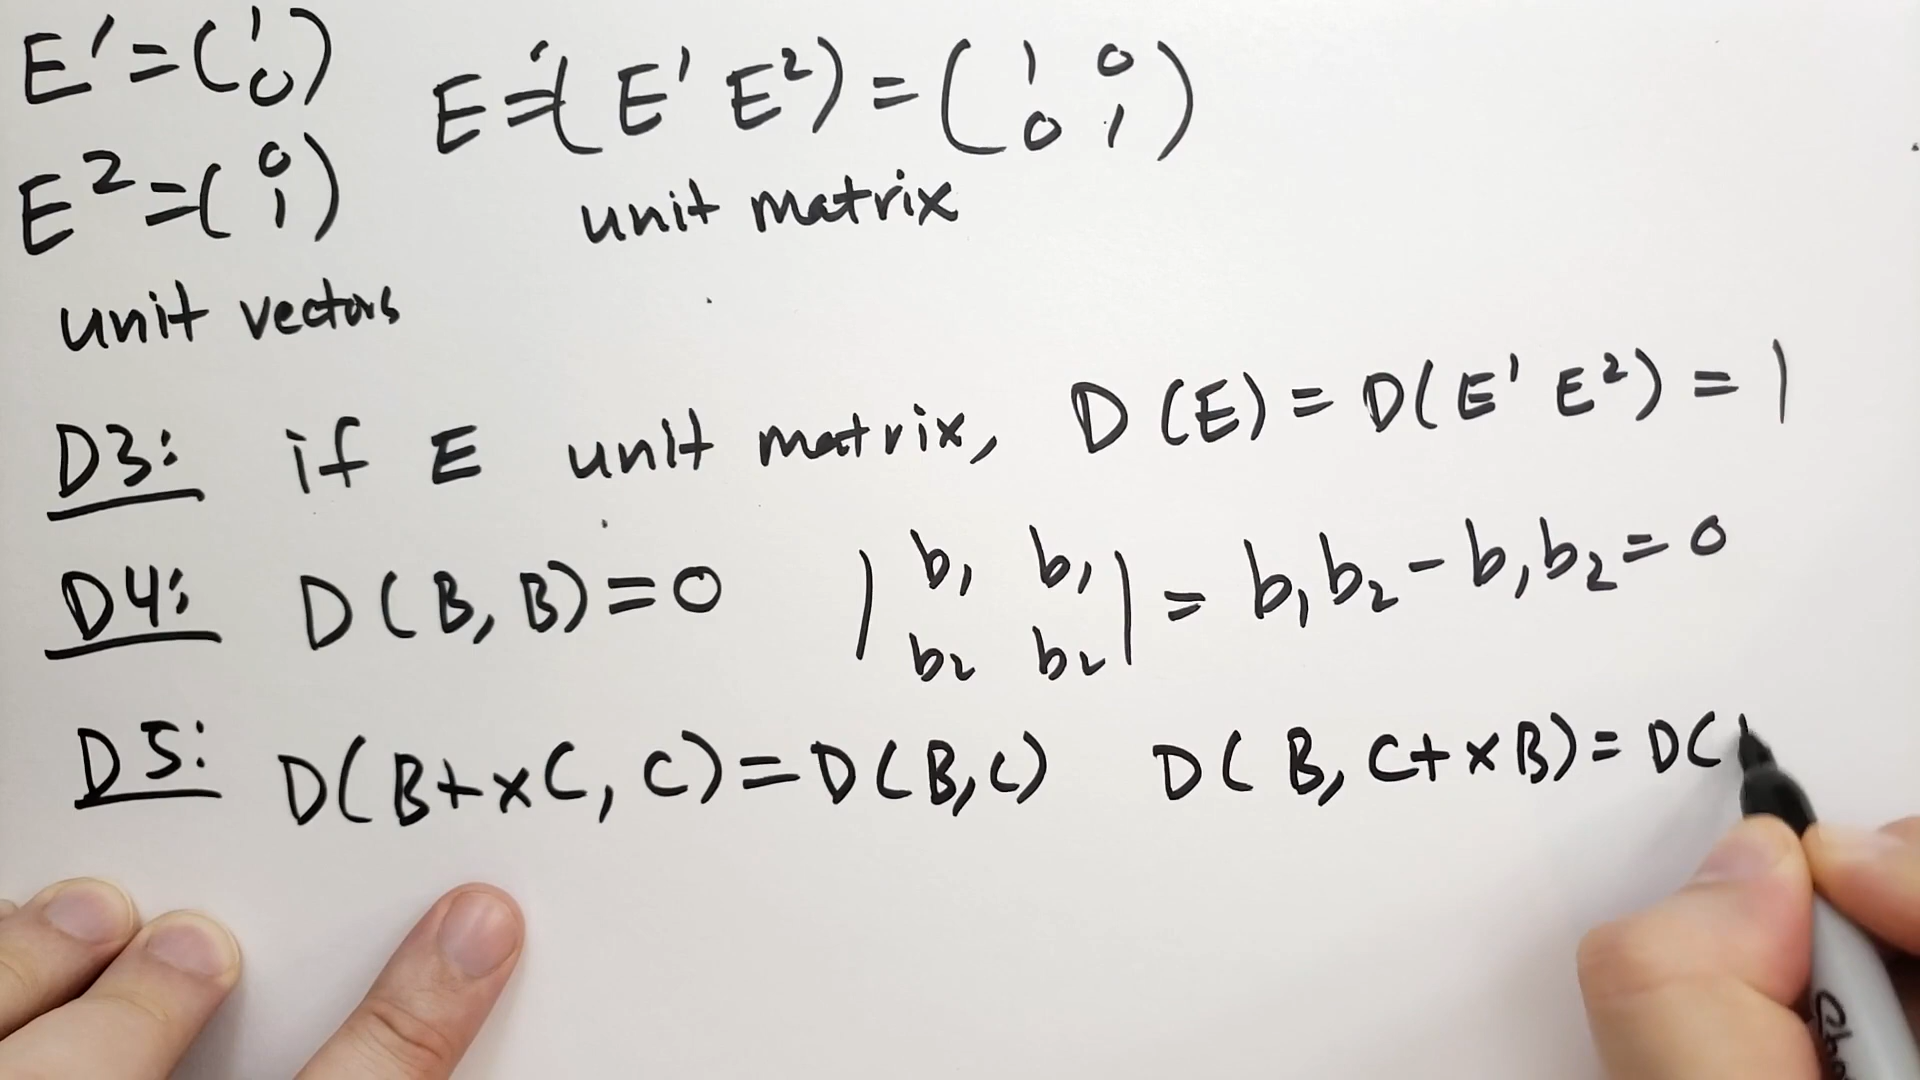 E¹ = (1 0)
E = (E¹ E²) = (1 0 0 1)
E² = (0 1)
unit matrix
unit vectors
D3: if E unit matrix, D(E) = D(E¹ E²) = 1
D4: D(B, B) = 0 | b₁ b₁ b₂ b₂ | = b₁b₂ - b₁b₂ = 0
D5: D(B+xC, C) = D(B,C) D(B, C+xB) = D(